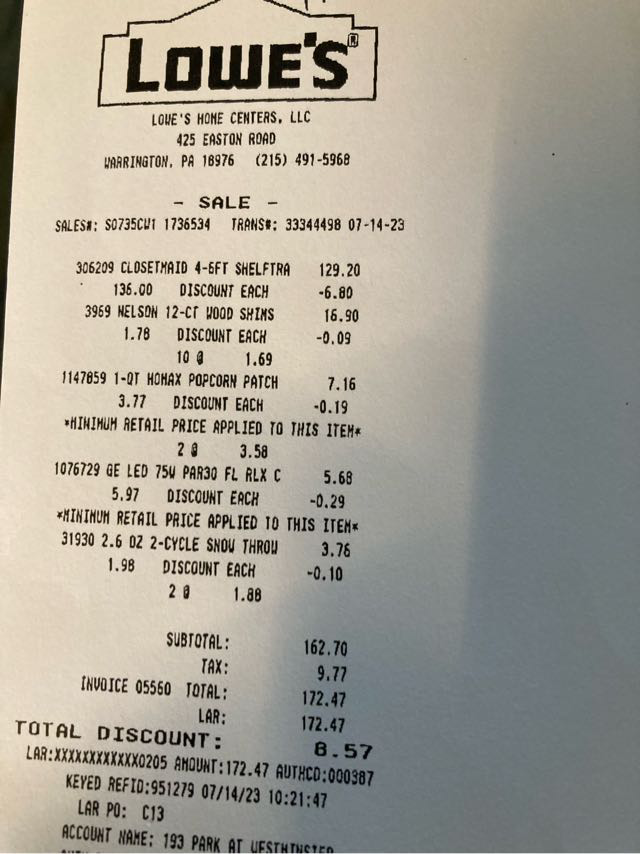 LOWE'S®
LOWE'S HOME CENTERS, LLC
425 EASTON ROAD
WARRINGTON, PA 18976 (215) 491-5968
- SALE -
SALES#: S0735CW1 1736534 TRANS#: 33344498 07-14-23
306209 CLOSETMAID 4-6FT SHELFTRA 129.20
136.00 DISCOUNT EACH -6.80
3969 NELSON 12-CT WOOD SHIMS 16.90
1.78 DISCOUNT EACH -0.09
10 @ 1.69
1147859 1-QT HOMAX POPCORN PATCH 7.16
3.77 DISCOUNT EACH -0.19
*MINIMUM RETAIL PRICE APPLIED TO THIS ITEM*
2 @ 3.58
1076729 GE LED 75W PAR30 FL RLX C 5.68
5.97 DISCOUNT EACH -0.29
*MINIMUM RETAIL PRICE APPLIED TO THIS ITEM*
31930 2.6 OZ 2-CYCLE SNOW THROW 3.76
1.98 DISCOUNT EACH -0.10
2 @ 1.88
SUBTOTAL: 162.70
TAX: 9.77
INVOICE 05560 TOTAL: 172.47
LAR: 172.47
TOTAL DISCOUNT: 8.57
LAR:XXXXXXXXXXXX0205 AMOUNT:172.47 AUTHCD:000387
KEYED REFID:951279 07/14/23 10:21:47
LAR PO: C13
ACCOUNT NAME: 193 PARK AT WESTMINSTER